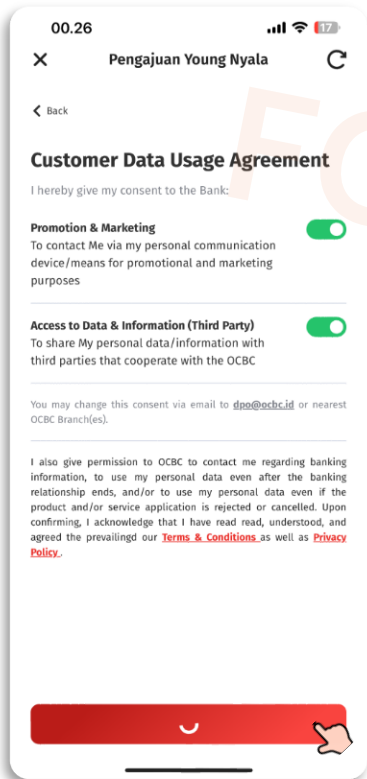 00.26
17
Pengajuan Young Nyala
Back
Customer Data Usage Agreement
I hereby give my consent to the Bank:
Promotion & Marketing
To contact Me via my personal communication
device/means for promotional and marketing
purposes
Access to Data & Information (Third Party)
To share My personal data/information with
third parties that cooperate with the OCBC
You may change this consent via email to dpo@ocbc.id or nearest
OCBC Branch(es).
I also give permission to OCBC to contact me regarding banking
information, to use my personal data even after the banking
relationship ends, and/or to use my personal data even if the
product and/or service application is rejected or cancelled. Upon
confirming, I acknowledge that I have read read, understood, and
agreed the prevailingd our Terms & Conditions as well as Privacy
Policy .